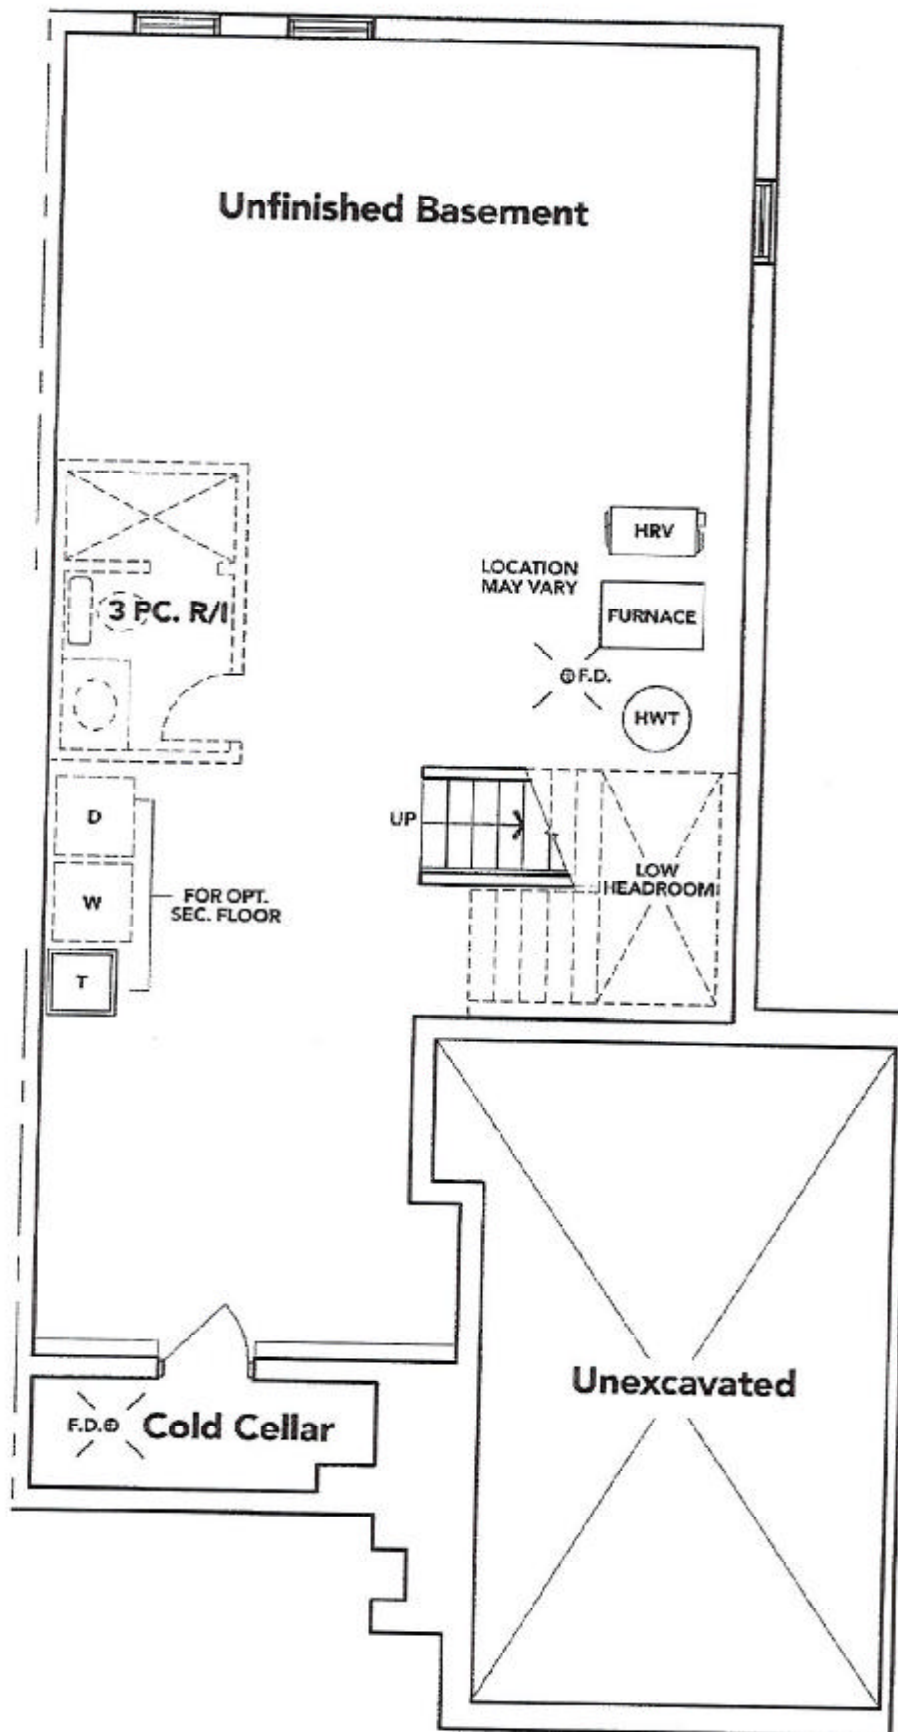 Unfinished Basement
HRV
LOCATION
MAY VARY
FURNACE
3 PC. R/I
F.D.
HWT
UP
D
LOW
HEADROOM
W
FOR OPT.
SEC. FLOOR
T
Unexcavated
F.D.
Cold Cellar